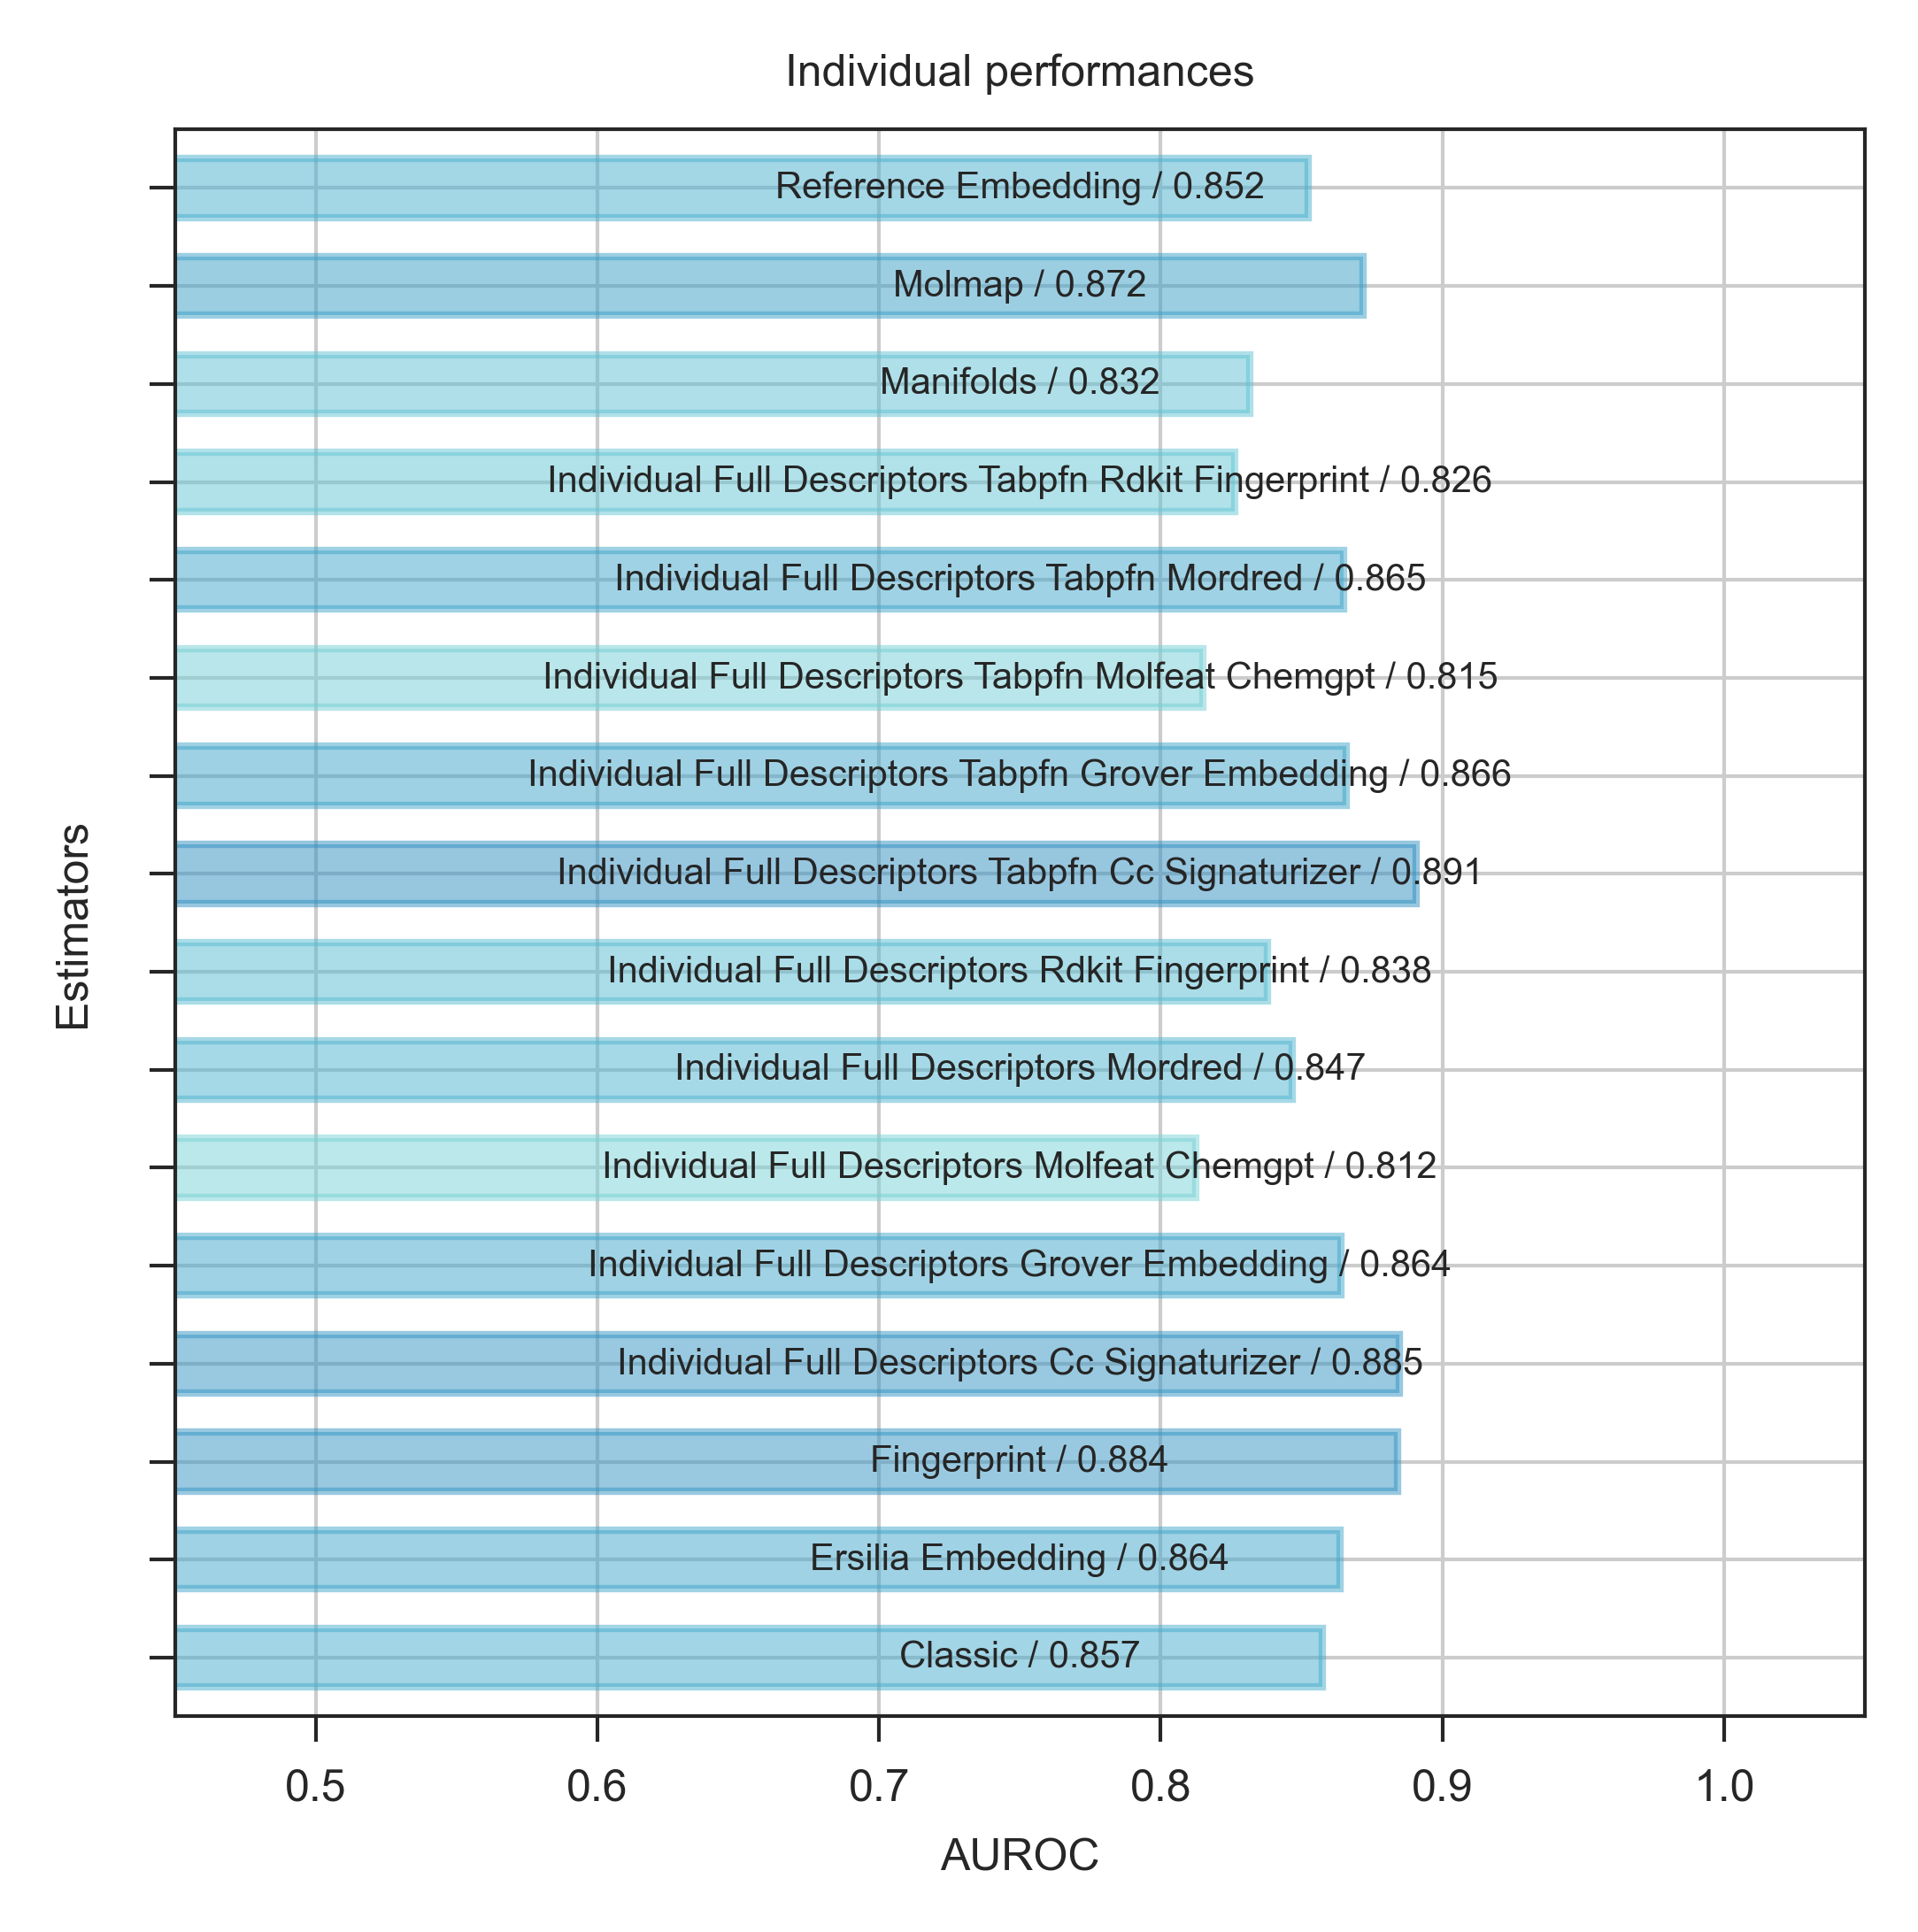 Individual performances
Reference Embedding / 0.852
Molmap / 0.872
Manifolds / 0.832
Individual Full Descriptors Tabpfn Rdkit Fingerprint / 0.826
Individual Full Descriptors Tabpfn Mordred / 0.865
Individual Full Descriptors Tabpfn Molfeat Chemgpt / 0.815
Individual Full Descriptors Tabpfn Grover Embedding / 0.866
Individual Full Descriptors Tabpfn Cc Signaturizer / 0.891
Individual Full Descriptors Rdkit Fingerprint / 0.838
Individual Full Descriptors Mordred / 0.847
Individual Full Descriptors Molfeat Chemgpt / 0.812
Individual Full Descriptors Grover Embedding / 0.864
Individual Full Descriptors Cc Signaturizer / 0.885
Fingerprint / 0.884
Ersilia Embedding / 0.864
Classic / 0.857
Estimators
0.5 0.6 0.7 0.8 0.9 1.0
AUROC